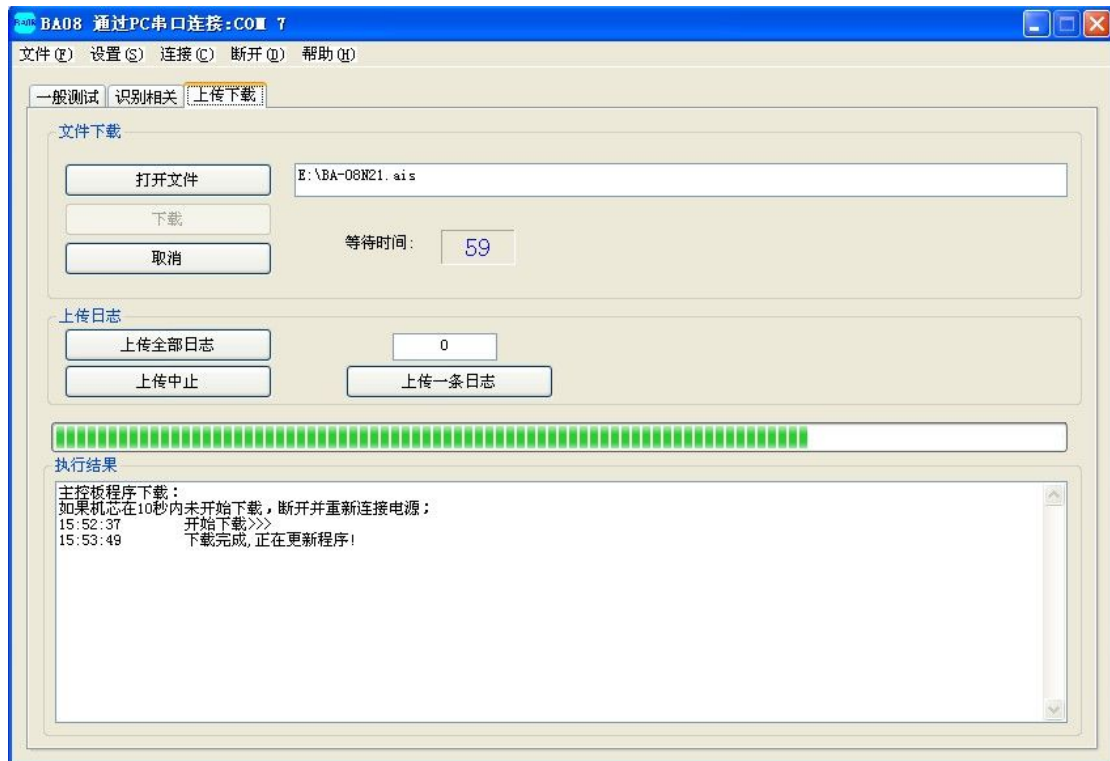 BA08 BA08 通过PC串口连接:COM 7
文件(F) 设置(S) 连接(C) 断开(D) 帮助(H)
一般测试 识别相关 上传下载
文件下载
打开文件 E:\BA-08N21.ais
下载
等待时间: 59
取消
上传日志
上传全部日志 0
上传中止 上传一条日志
执行结果
主控板程序下载：
如果机芯在10秒内未开始下载，断开并重新连接电源；
15:52:37 开始下载>>>
15:53:49 下载完成,正在更新程序!